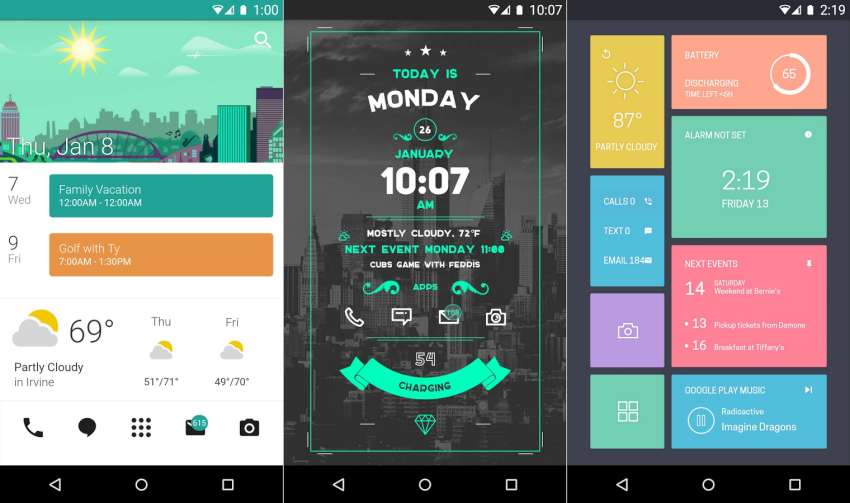 1:00
Thu, Jan 8
7
Wed
Family Vacation
12:00AM - 12:00AM
9
Fri
Golf with Ty
7:00AM - 1:30PM
69°
Partly Cloudy
in Irvine
Thu
51°/71°
Fri
49°/70°
615
10:07
TODAY IS
MONDAY
26
JANUARY
10:07
AM
MOSTLY CLOUDY, 72°F
NEXT EVENT MONDAY 11:00
CUBS GAME WITH FERRIS
APPS
168
54
CHARGING
2:19
87°
PARTLY CLOUDY
BATTERY
DISCHARGING
TIME LEFT <6H
65
CALLS 0
TEXT 0
EMAIL 184
ALARM NOT SET
2:19
FRIDAY 13
NEXT EVENTS
14
SATURDAY
Weekend at Bernie's
• 13 Pickup tickets from Damone
• 16 Breakfast at Tiffany's
GOOGLE PLAY MUSIC
Radioactive
Imagine Dragons